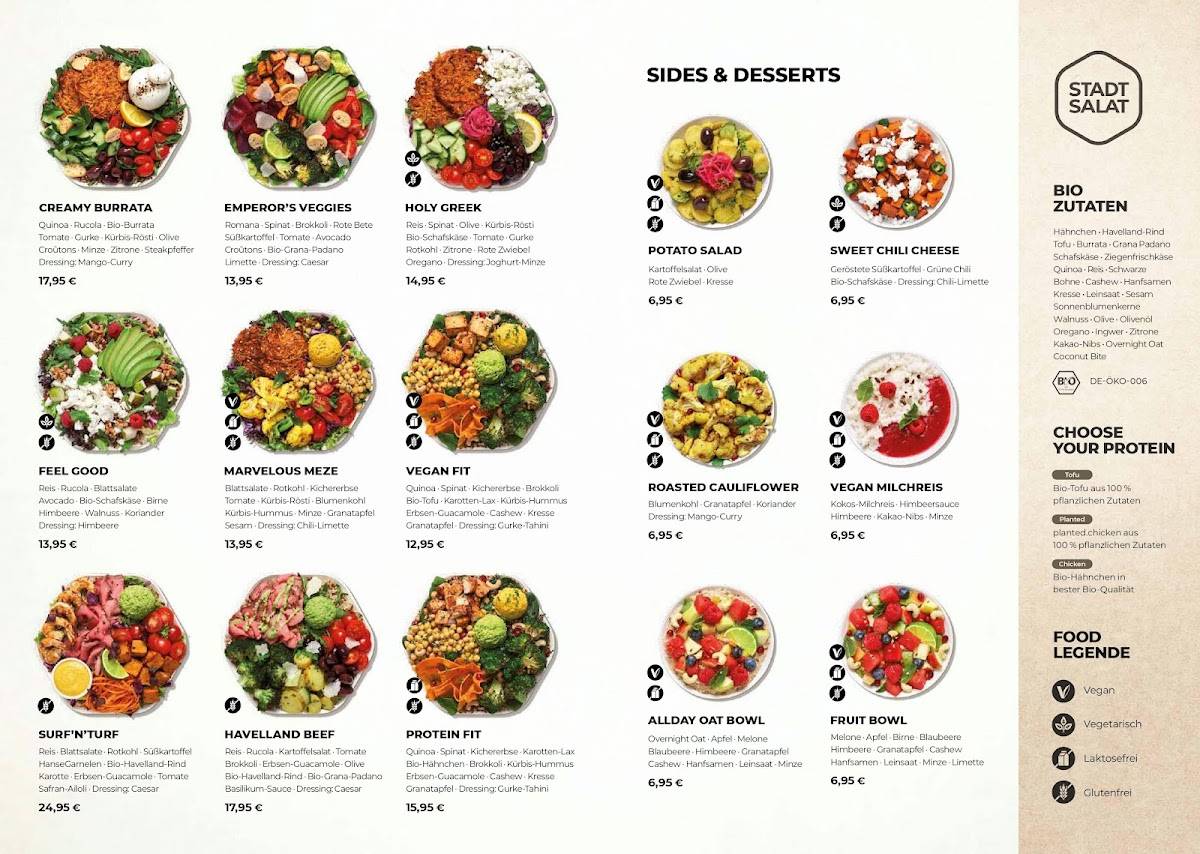 CREAMY BURRATA
Quinoa · Rucola · Bio-Burrata
Tomate · Gurke · Kürbis-Rösti · Olive
Croûtons · Minze · Zitrone · Steakpfeffer
Dressing: Mango-Curry
17,95 €
EMPEROR'S VEGGIES
Romana · Spinat · Brokkoli · Rote Bete
Süßkartoffel · Tomate · Avocado
Croûtons · Bio-Grana-Padano
Limette · Dressing: Caesar
13,95 €
HOLY GREEK
Reis · Spinat · Olive · Kürbis-Rösti
Bio-Schafskäse · Tomate · Gurke
Rotkohl · Zitrone · Rote Zwiebel
Oregano · Dressing: Joghurt-Minze
14,95 €
FEEL GOOD
Reis · Rucola · Blattsalate
Avocado · Bio-Schafskäse · Birne
Himbeere · Walnuss · Koriander
Dressing: Himbeere
13,95 €
MARVELOUS MEZE
Blattsalate · Rotkohl · Kichererbse
Tomate · Kürbis-Rösti · Blumenkohl
Kürbis-Hummus · Minze · Granatapfel
Sesam · Dressing: Chili-Limette
13,95 €
VEGAN FIT
Quinoa · Spinat · Kichererbse · Brokkoli
Bio-Tofu · Karotten-Lax · Kürbis-Hummus
Erbsen-Guacamole · Cashew · Kresse
Granatapfel · Dressing: Gurke-Tahini
12,95 €
SURF'N'TURF
Reis · Blattsalate · Rotkohl · Süßkartoffel
HanseGarnelen · Bio-Havelland-Rind
Karotte · Erbsen-Guacamole · Tomate
Safran-Ailoli · Dressing: Caesar
24,95 €
HAVELLAND BEEF
Reis · Rucola · Kartoffelsalat · Tomate
Brokkoli · Erbsen-Guacamole · Olive
Bio-Havelland-Rind · Bio-Grana-Padano
Basilikum-Sauce · Dressing: Caesar
17,95 €
PROTEIN FIT
Quinoa · Spinat · Kichererbse · Karotten-Lax
Bio-Hähnchen · Brokkoli · Kürbis-Hummus
Erbsen-Guacamole · Cashew · Kresse
Granatapfel · Dressing: Gurke-Tahini
15,95 €
SIDES & DESSERTS
POTATO SALAD
Kartoffelsalat · Olive
Rote Zwiebel · Kresse
6,95 €
SWEET CHILI CHEESE
Geröstete Süßkartoffel · Grüne Chili
Bio-Schafskäse · Dressing: Chili-Limette
6,95 €
ROASTED CAULIFLOWER
Blumenkohl · Granatapfel · Koriander
Dressing: Mango-Curry
6,95 €
VEGAN MILCHREIS
Kokos-Milchreis · Himbeersauce
Himbeere · Kakao-Nibs · Minze
6,95 €
ALLDAY OAT BOWL
Overnight Oat · Apfel · Melone
Blaubeere · Himbeere · Granatapfel
Cashew · Hanfsamen · Leinsaat · Minze
6,95 €
FRUIT BOWL
Melone · Apfel · Birne · Blaubeere
Himbeere · Granatapfel · Cashew
Hanfsamen · Leinsaat · Minze · Limette
6,95 €
STADT
SALAT
BIO
ZUTATEN
Hähnchen · Havelland-Rind
Tofu · Burrata · Grana Padano
Schafskäse · Ziegenfrischkäse
Quinoa · Reis · Schwarze
Bohne · Cashew · Hanfsamen
Kresse · Leinsaat · Sesam
Sonnenblumenkerne
Walnuss · Olive · Olivenöl
Oregano · Ingwer · Zitrone
Kakao-Nibs · Overnight Oat
Coconut Bite
BIO DE-ÖKO-006
CHOOSE
YOUR PROTEIN
Tofu
Bio-Tofu aus 100 %
pflanzlichen Zutaten
Planted
planted.chicken aus
100 % pflanzlichen Zutaten
Chicken
Bio-Hähnchen in
bester Bio-Qualität
FOOD
LEGENDE
Vegan
Vegetarisch
Laktosefrei
Glutenfrei